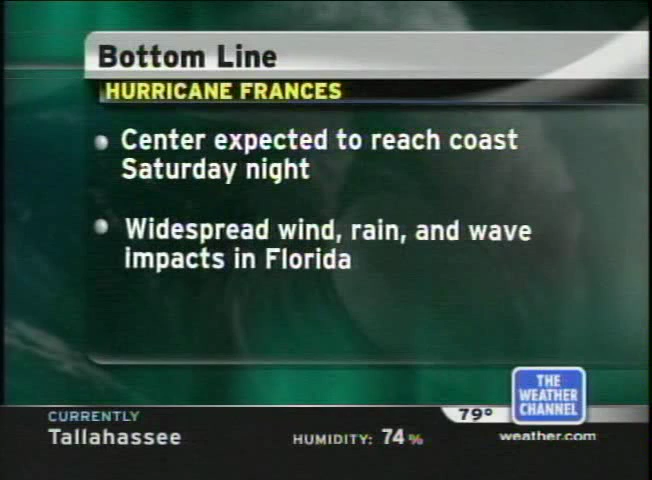 Bottom Line
HURRICANE FRANCES
Center expected to reach coast
Saturday night
Widespread wind, rain, and wave
impacts in Florida
CURRENTLY
Tallahassee
HUMIDITY: 74%
79°
THE
WEATHER
CHANNEL
weather.com